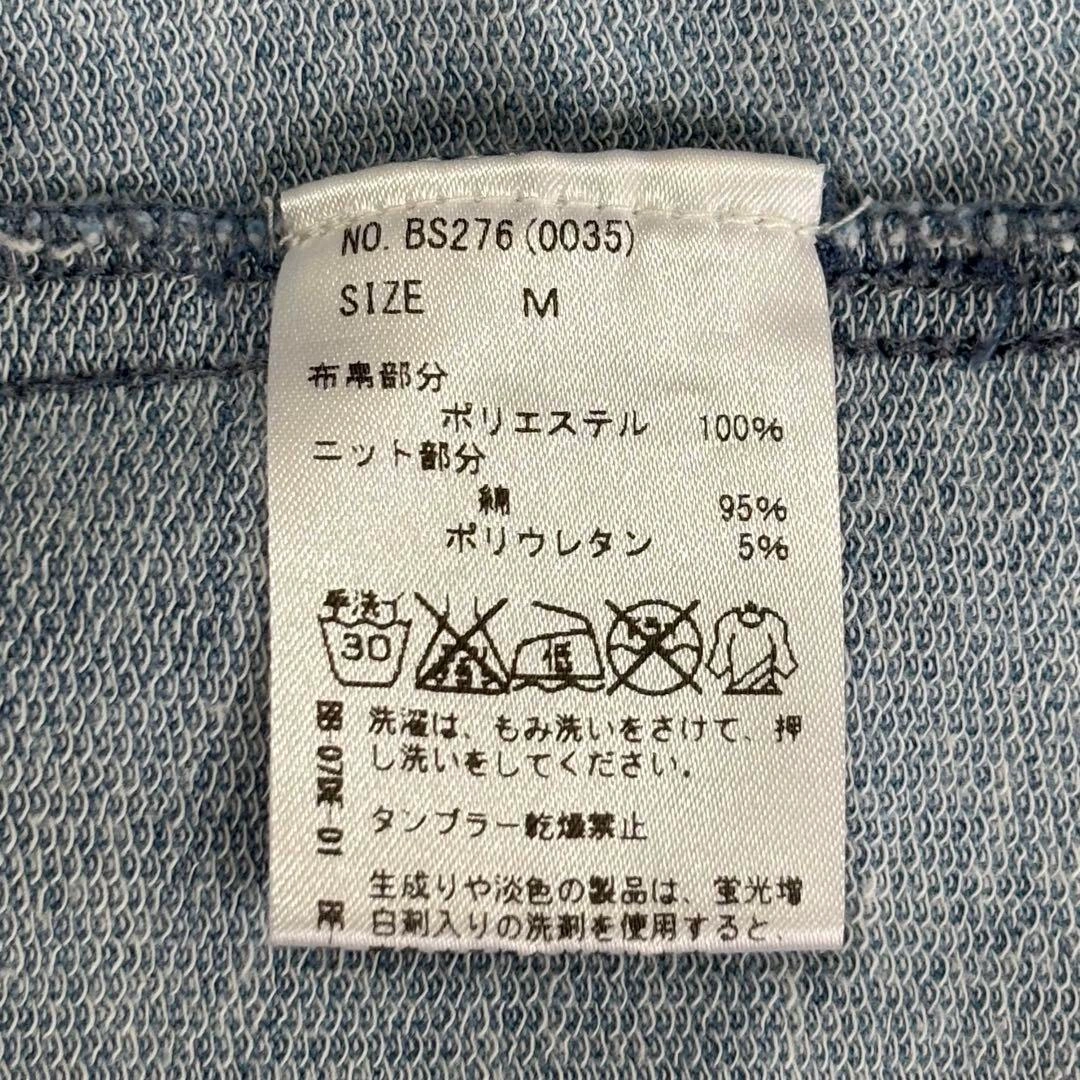 NO. BS276(0035)
SIZE M
布帛部分
ポリエステル 100%
ニット部分
綿 95%
ポリウレタン 5%
手洗イ
30
低
洗濯は、もみ洗いをさけて、押
し洗いをしてください.
タンブラー乾燥禁止
生成りや淡色の製品は、蛍光増
白剤入りの洗剤を使用すると、